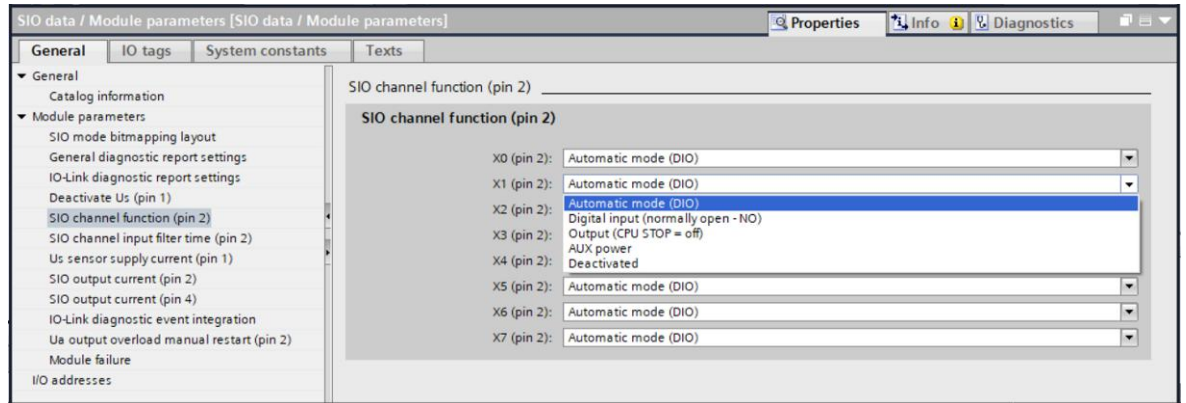 SIO data / Module parameters [SIO data / Module parameters]
Properties
Info
Diagnostics
General
IO tags
System constants
Texts
General
Catalog information
Module parameters
SIO mode bitmapping layout
General diagnostic report settings
IO-Link diagnostic report settings
Deactivate Us (pin 1)
SIO channel function (pin 2)
SIO channel input filter time (pin 2)
Us sensor supply current (pin 1)
SIO output current (pin 2)
SIO output current (pin 4)
IO-Link diagnostic event integration
Ua output overload manual restart (pin 2)
Module failure
I/O addresses
SIO channel function (pin 2)
SIO channel function (pin 2)
X0 (pin 2): Automatic mode (DIO)
X1 (pin 2): Automatic mode (DIO)
Automatic mode (DIO)
X2 (pin 2):
Digital input (normally open - NO)
X3 (pin 2): Output (CPU STOP = off)
AUX power
X4 (pin 2): Deactivated
X5 (pin 2): Automatic mode (DIO)
X6 (pin 2): Automatic mode (DIO)
X7 (pin 2): Automatic mode (DIO)